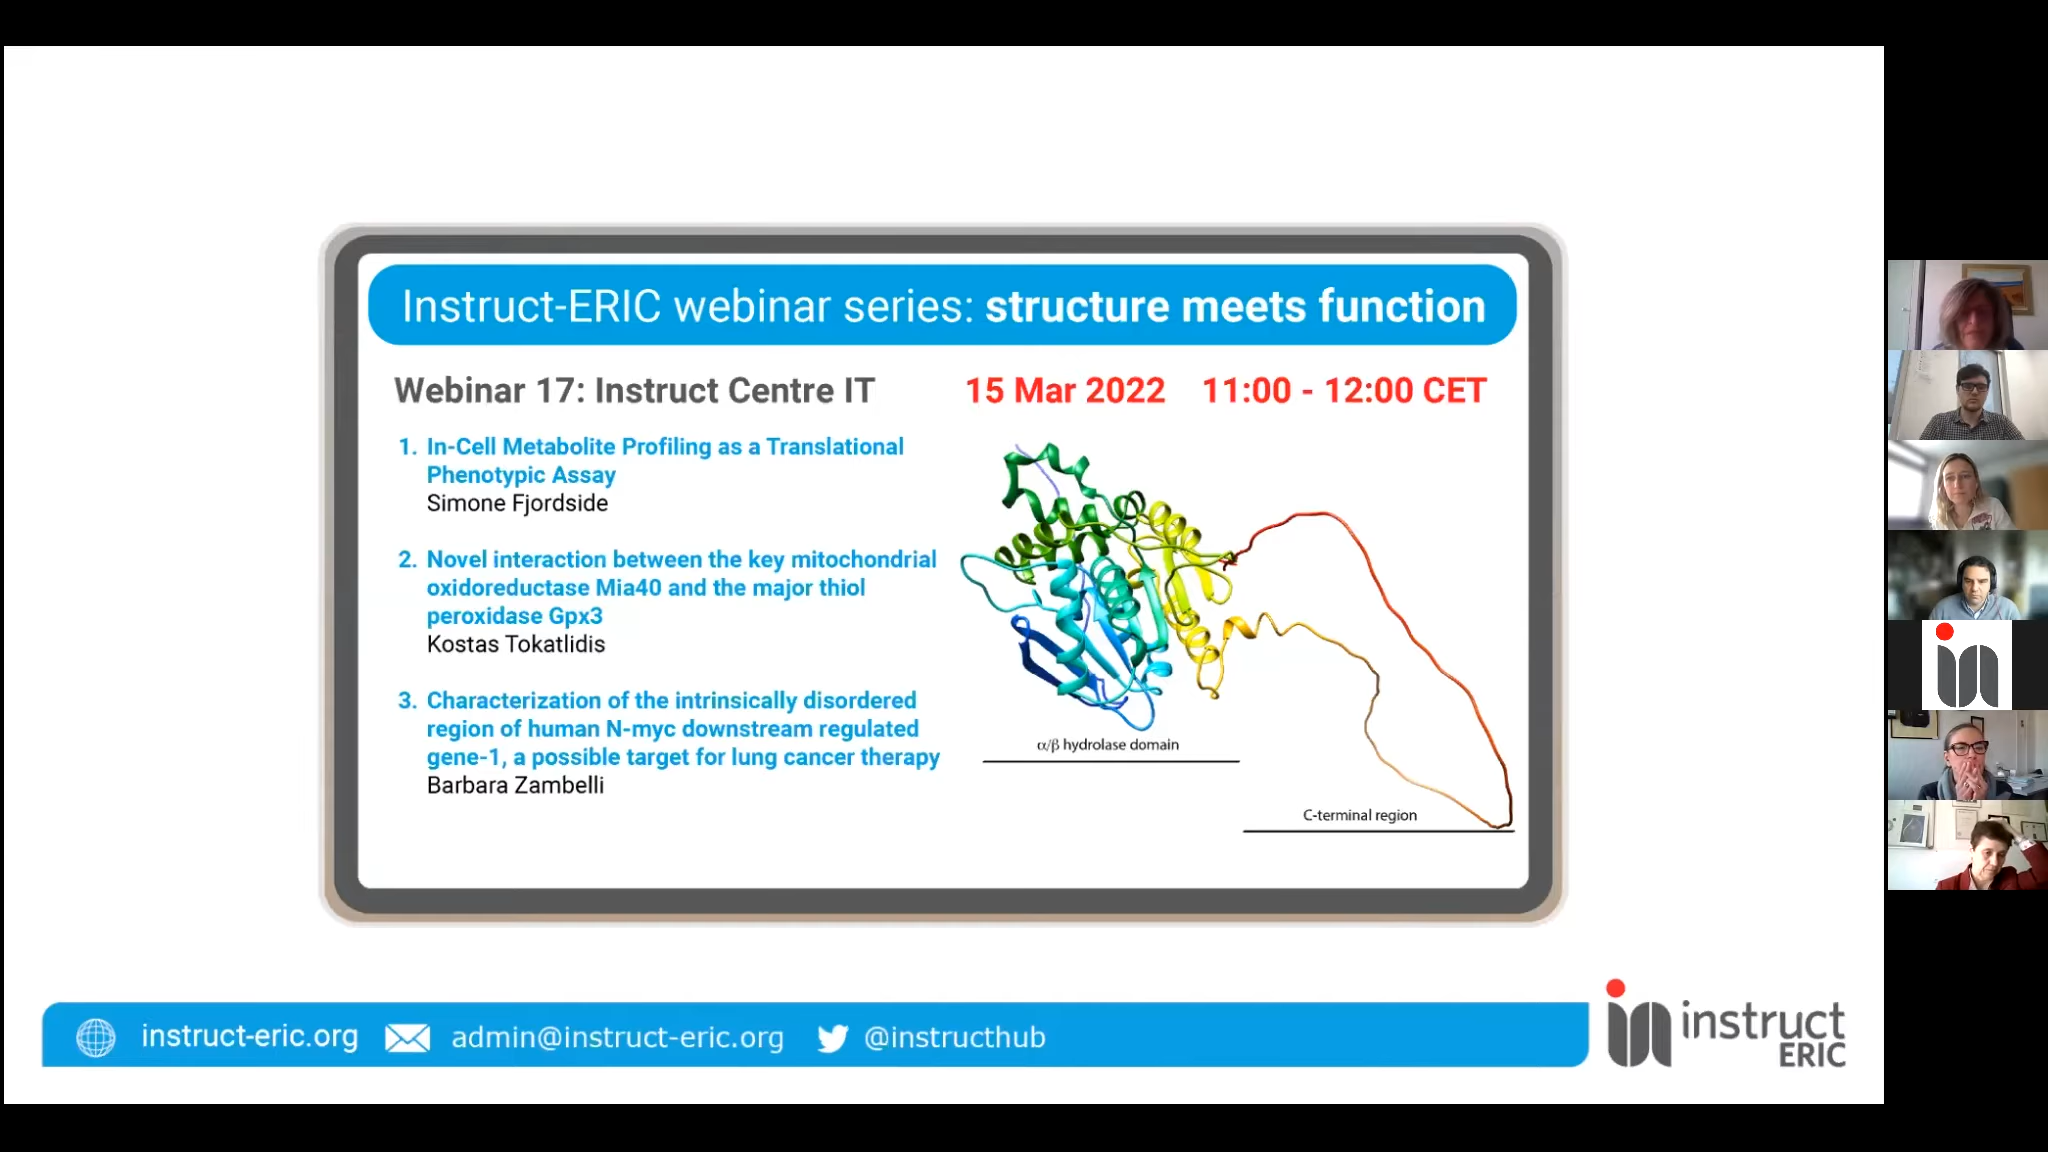 Instruct-ERIC webinar series: structure meets function
Webinar 17: Instruct Centre IT
15 Mar 2022 11:00 - 12:00 CET
1. In-Cell Metabolite Profiling as a Translational
Phenotypic Assay
Simone Fjordside
2. Novel interaction between the key mitochondrial
oxidoreductase Mia40 and the major thiol
peroxidase Gpx3
Kostas Tokatlidis
3. Characterization of the intrinsically disordered
region of human N-myc downstream regulated
gene-1, a possible target for lung cancer therapy
Barbara Zambelli
α/β hydrolase domain
C-terminal region
instruct-eric.org
admin@instruct-eric.org
@instructhub
in instruct
ERIC
in